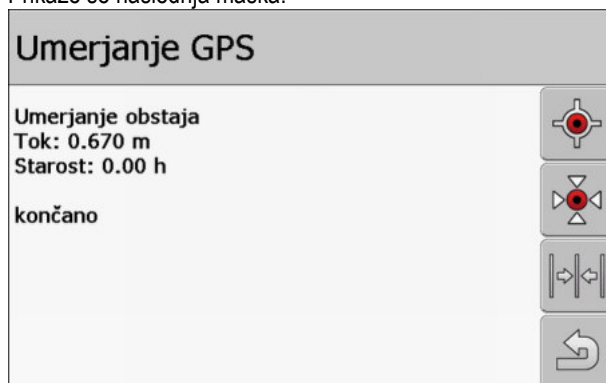 Prikaže se naslednja maska:
Umerjanje GPS
Umerjanje obstaja
Tok: 0.670 m
Starost: 0.00 h
končano